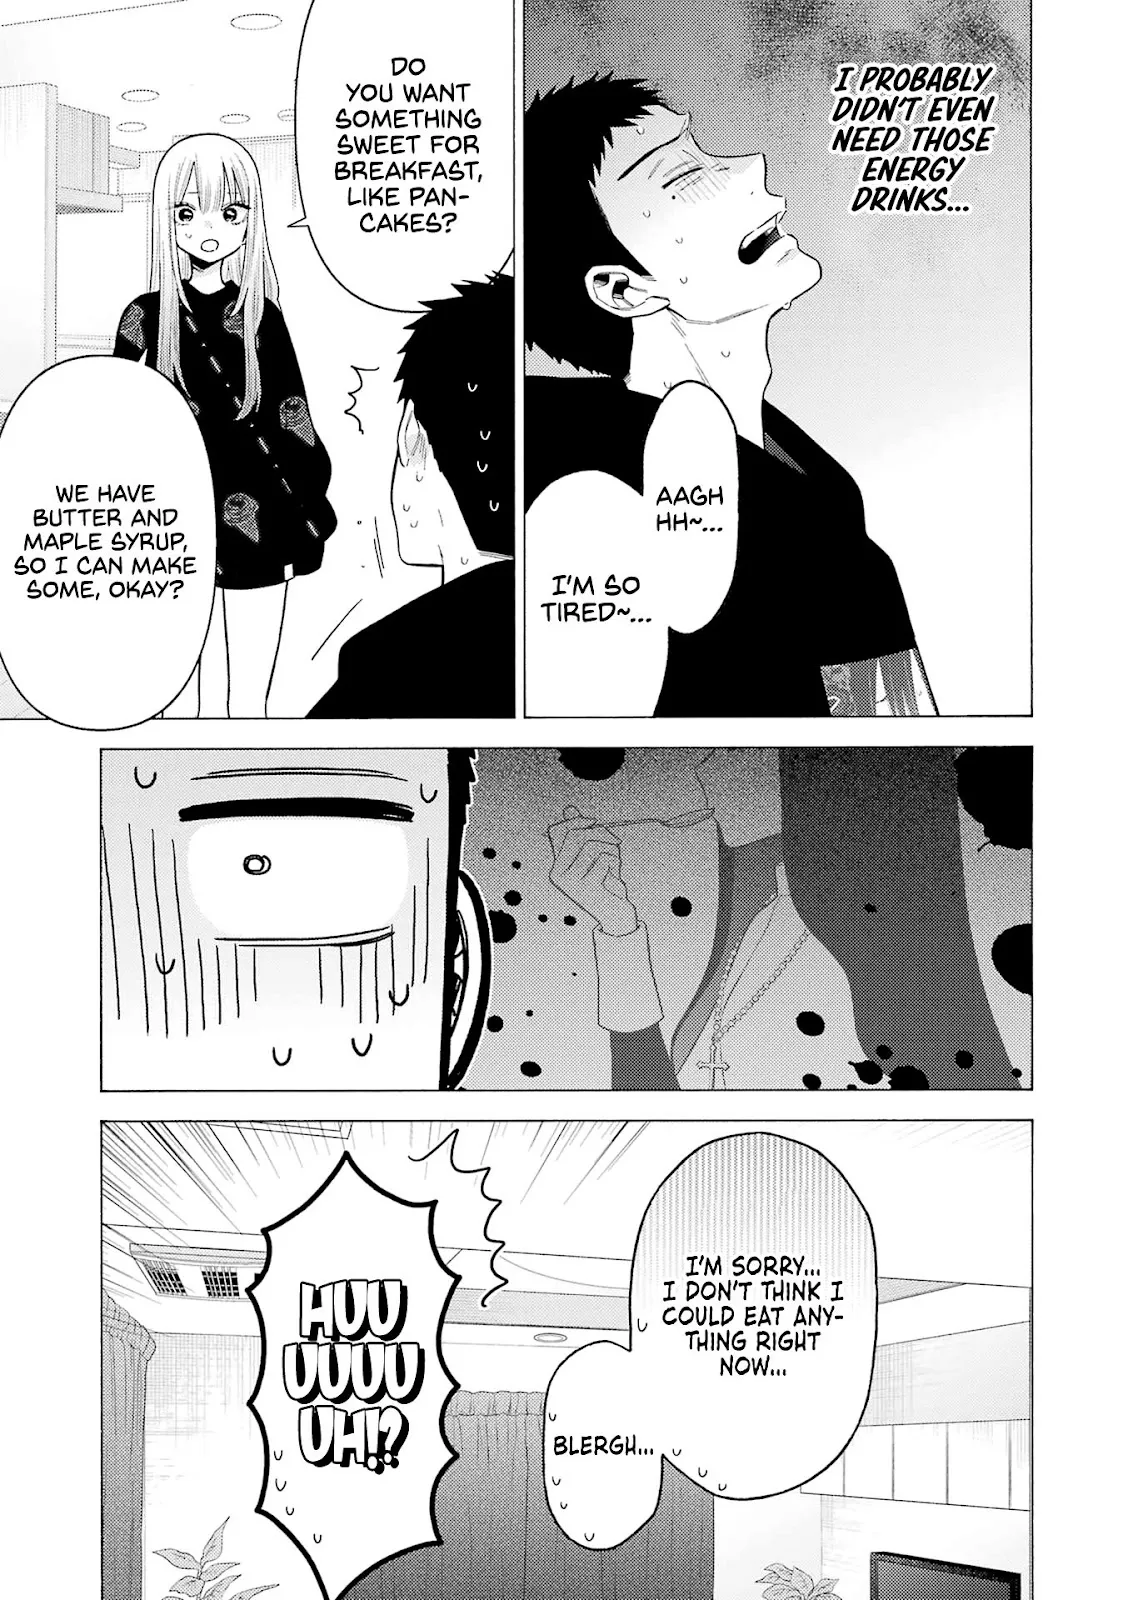 I PROBABLY
DIDN'T EVEN
NEED THOSE
ENERGY
DRINKS...
AAGH
HH~...
I'M SO
TIRED~...
DO
YOU WANT
SOMETHING
SWEET FOR
BREAKFAST,
LIKE PAN-
CAKES?
WE HAVE
BUTTER AND
MAPLE SYRUP,
SO I CAN MAKE
SOME, OKAY?
I'M SORRY...
I DON'T THINK I
COULD EAT ANY-
THING RIGHT
NOW...
BLERGH...
HUU
UUUUU
UH!?